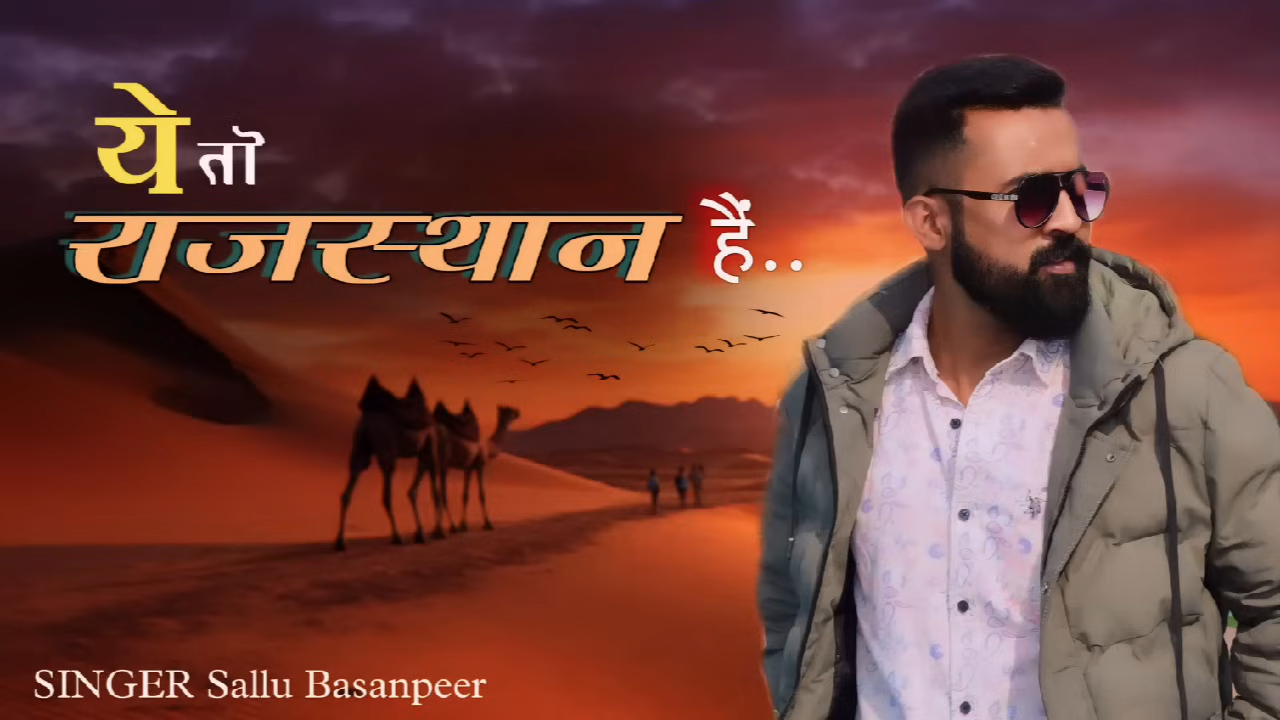 ये तॊ
राजस्थान हैं..
SINGER Sallu Basanpeer